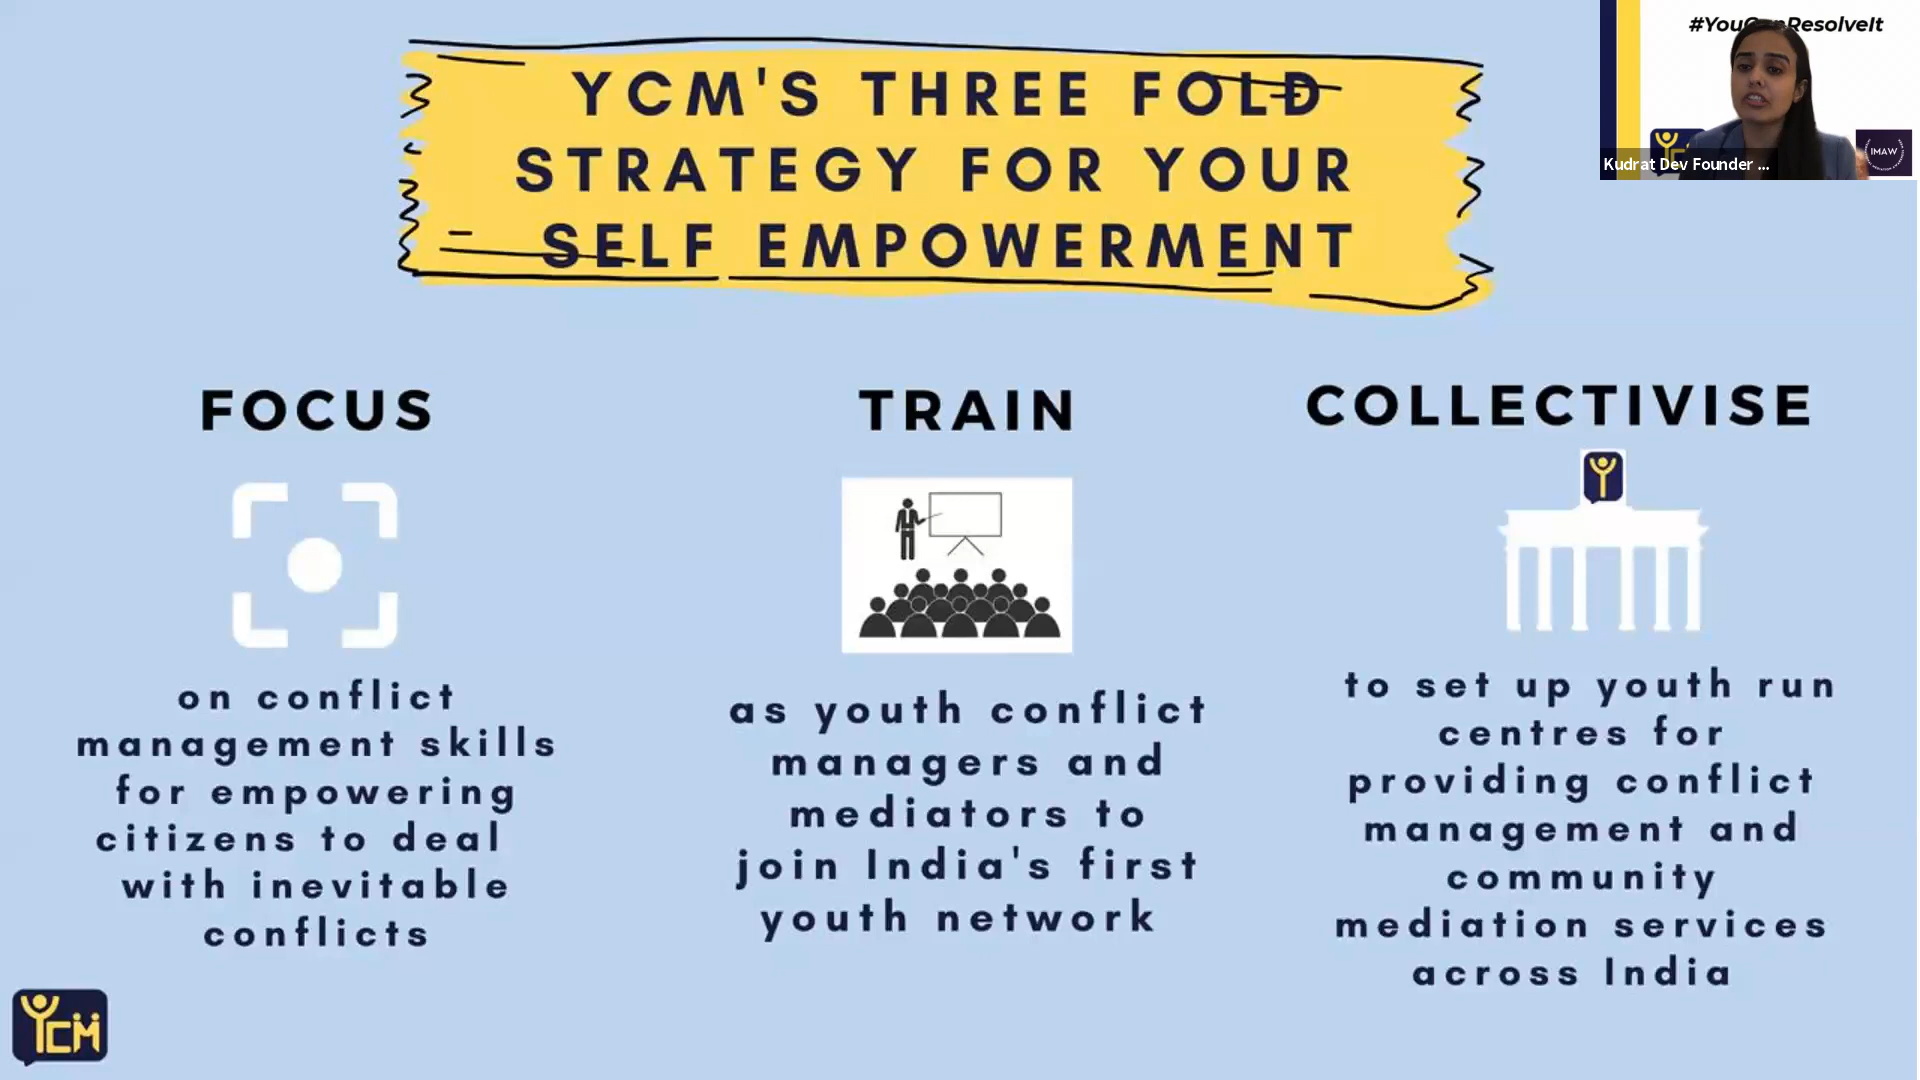 YCM'S THREE FOLD
STRATEGY FOR YOUR
SELF EMPOWERMENT
#YouCanResolveIt
Kudrat Dev Founder ...
IMAW
FOCUS
on conflict
management skills
for empowering
citizens to deal
with inevitable
conflicts
TRAIN
as youth conflict
managers and
mediators to
join India's first
youth network
COLLECTIVISE
to set up youth run
centres for
providing conflict
management and
community
mediation services
across India
YCM